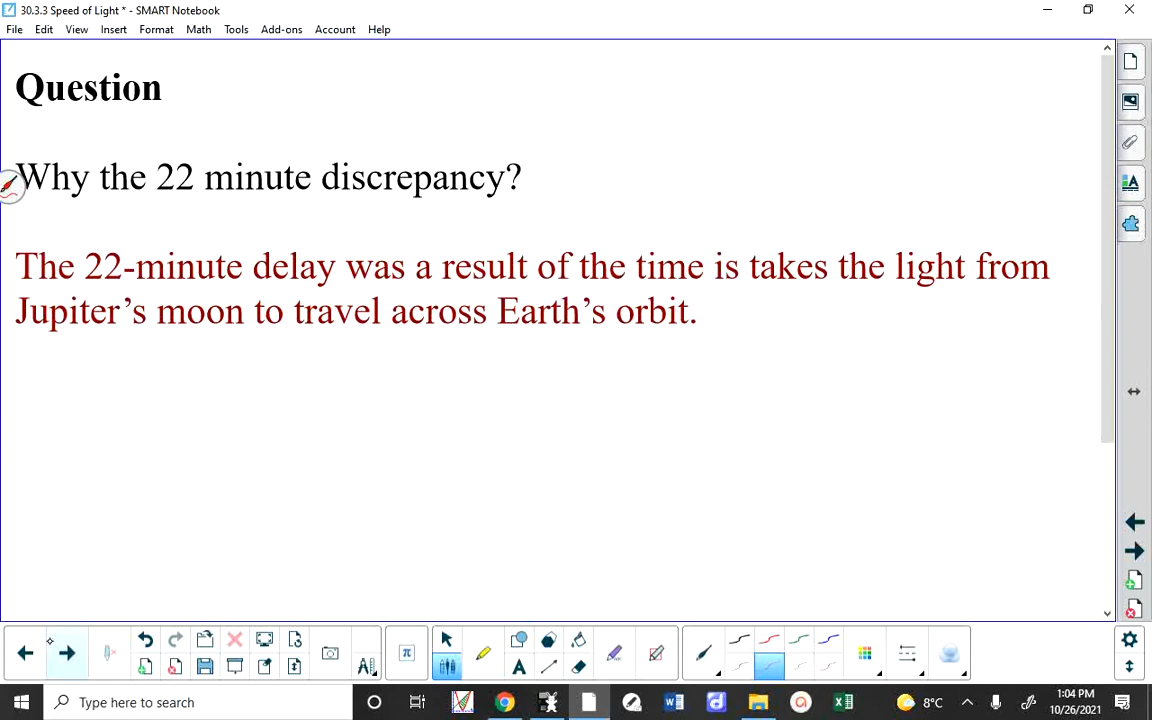 30.3.3 Speed of Light * - SMART Notebook
File Edit View Insert Format Math Tools Add-ons Account Help
Question
Why the 22 minute discrepancy?
The 22-minute delay was a result of the time is takes the light from
Jupiter’s moon to travel across Earth’s orbit.
Type here to search
8°C
1:04 PM
10/26/2021